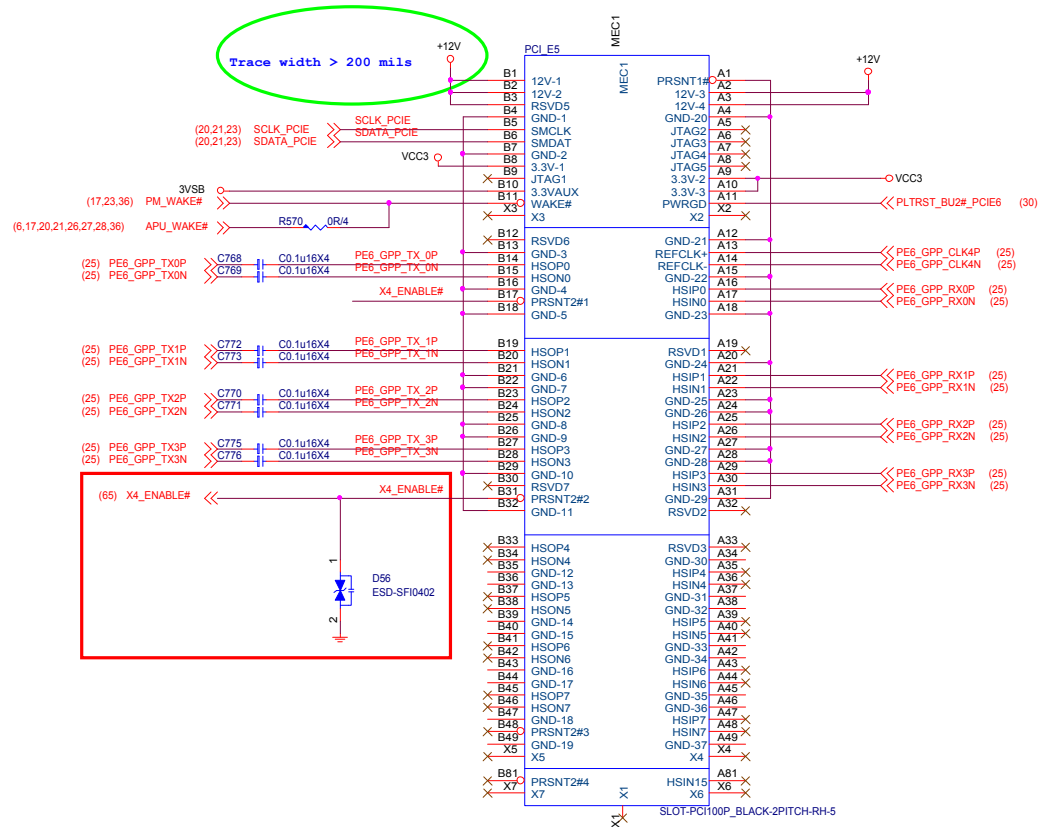 MEC1
+12V
Trace width > 200 mils
PCI_E5
MEC1
+12V
B1 12V-1 PRSNT1# A1
B2 12V-2 12V-3 A2
B3 RSVD5 12V-4 A3
B4 GND-1 GND-20 A4
(20,21,23) SCLK_PCIE SCLK_PCIE B5 SMCLK JTAG2 A5
(20,21,23) SDATA_PCIE SDATA_PCIE B6 SMDAT JTAG3 A6
B7 GND-2 JTAG4 A7
VCC3 B8 3.3V-1 JTAG5 A8
B9 JTAG1 3.3V-2 A9 VCC3
3VSB B10 3.3VAUX 3.3V-3 A10
(17,23,36) PM_WAKE# B11 WAKE# PWRGD A11 PLTRST_BU2#_PCIE6 (30)
X3 X3 X2 X2
(6,17,20,21,26,27,28,36) APU_WAKE# R570 0R/4
B12 RSVD6 GND-21 A12
B13 GND-3 REFCLK+ A13 PE6_GPP_CLK4P (25)
(25) PE6_GPP_TX0P C768 C0.1u16X4 PE6_GPP_TX_0P B14 HSOP0 REFCLK- A14 PE6_GPP_CLK4N (25)
(25) PE6_GPP_TX0N C769 C0.1u16X4 PE6_GPP_TX_0N B15 HSON0 GND-22 A15
B16 GND-4 HSIP0 A16 PE6_GPP_RX0P (25)
X4_ENABLE# B17 PRSNT2#1 HSIN0 A17 PE6_GPP_RX0N (25)
B18 GND-5 GND-23 A18
(25) PE6_GPP_TX1P C772 C0.1u16X4 PE6_GPP_TX_1P B19 HSOP1 RSVD1 A19
(25) PE6_GPP_TX1N C773 C0.1u16X4 PE6_GPP_TX_1N B20 HSON1 GND-24 A20
B21 GND-6 HSIP1 A21 PE6_GPP_RX1P (25)
B22 GND-7 HSIN1 A22 PE6_GPP_RX1N (25)
(25) PE6_GPP_TX2P C770 C0.1u16X4 PE6_GPP_TX_2P B23 HSOP2 GND-25 A23
(25) PE6_GPP_TX2N C771 C0.1u16X4 PE6_GPP_TX_2N B24 HSON2 GND-26 A24
B25 GND-8 HSIP2 A25 PE6_GPP_RX2P (25)
B26 GND-9 HSIN2 A26 PE6_GPP_RX2N (25)
(25) PE6_GPP_TX3P C775 C0.1u16X4 PE6_GPP_TX_3P B27 HSOP3 GND-27 A27
(25) PE6_GPP_TX3N C776 C0.1u16X4 PE6_GPP_TX_3N B28 HSON3 GND-28 A28
B29 GND-10 HSIP3 A29 PE6_GPP_RX3P (25)
B30 RSVD7 HSIN3 A30 PE6_GPP_RX3N (25)
(65) X4_ENABLE# X4_ENABLE# B31 PRSNT2#2 GND-29 A31
B32 GND-11 RSVD2 A32
1
D56
ESD-SFI0402
2
B33 HSOP4 RSVD3 A33
B34 HSON4 GND-30 A34
B35 GND-12 HSIP4 A35
B36 GND-13 HSIN4 A36
B37 HSOP5 GND-31 A37
B38 HSON5 GND-32 A38
B39 GND-14 HSIP5 A39
B40 GND-15 HSIN5 A40
B41 HSOP6 GND-33 A41
B42 HSON6 GND-34 A42
B43 GND-16 HSIP6 A43
B44 GND-17 HSIN6 A44
B45 HSOP7 GND-35 A45
B46 HSON7 GND-36 A46
B47 GND-18 HSIP7 A47
B48 PRSNT2#3 HSIN7 A48
B49 GND-19 GND-37 A49
X5 X5 X4 X4
B81 PRSNT2#4 HSIN15 A81
X7 X7 X1 X6 X6
X1
SLOT-PCI100P_BLACK-2PITCH-RH-5